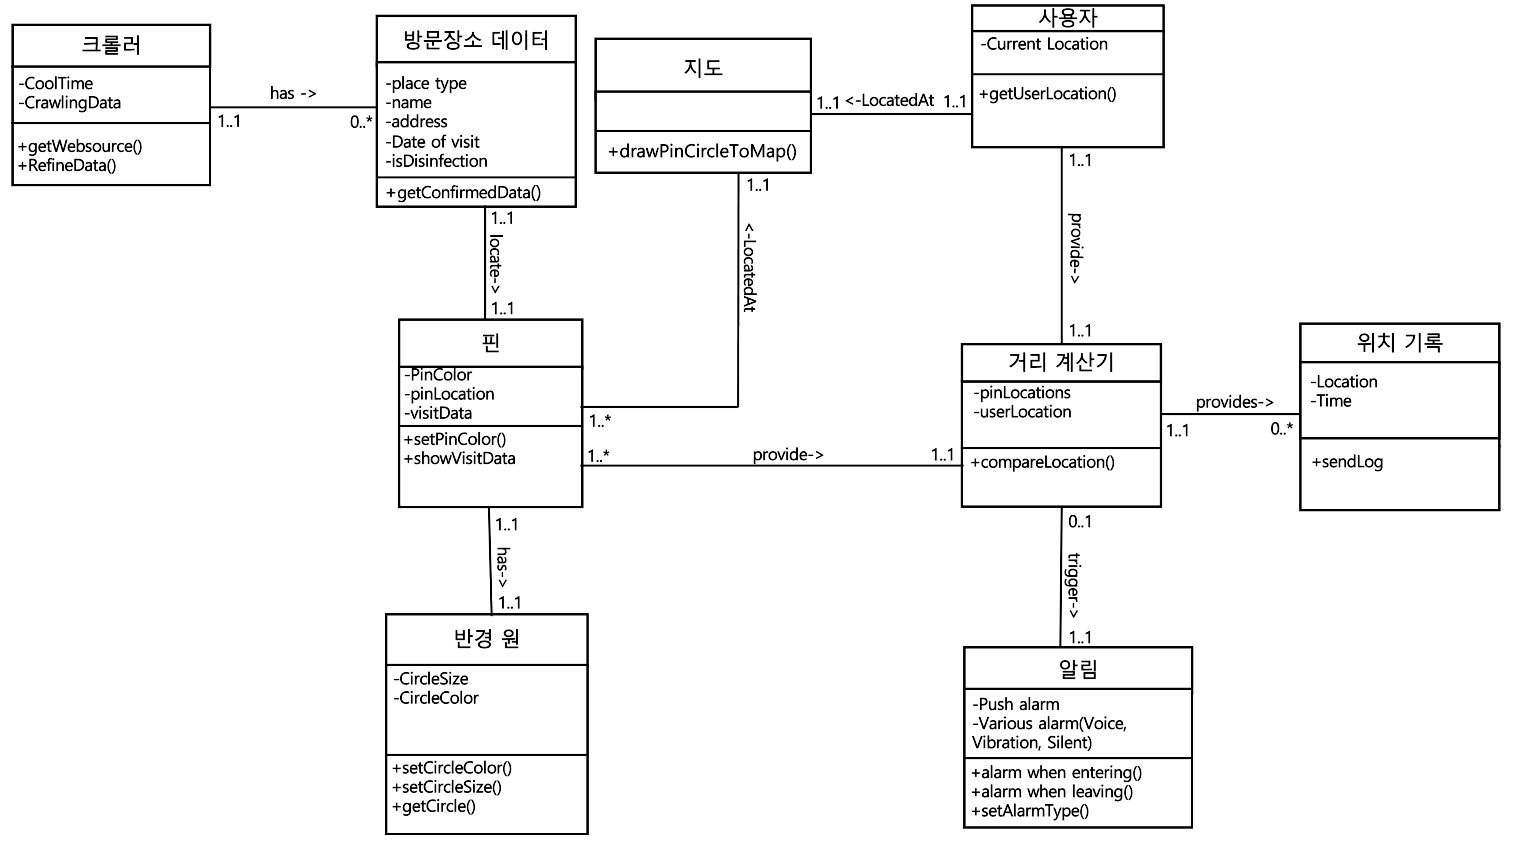 크롤러
-CoolTime
-CrawlingData
+getWebsource()
+RefineData()
has ->
1..1
0..*
방문장소 데이터
-place type
-name
-address
-Date of visit
-isDisinfection
+getConfirmedData()
지도
+drawPinCircleToMap()
1..1 <-LocatedAt 1..1
사용자
-Current Location
+getUserLocation()
1..1
locate->
1..1
1..1
<-LocatedAt
1..*
1..1
provide->
1..1
핀
-PinColor
-pinLocation
-visitData
+setPinColor()
+showVisitData
1..*
provide->
1..1
거리 계산기
-pinLocations
-userLocation
+compareLocation()
provides->
1..1
0..*
위치 기록
-Location
-Time
+sendLog
1..1
has->
1..1
0..1
trigger->
1..1
반경 원
-CircleSize
-CircleColor
+setCircleColor()
+setCircleSize()
+getCircle()
알림
-Push alarm
-Various alarm(Voice,
Vibration, Silent)
+alarm when entering()
+alarm when leaving()
+setAlarmType()